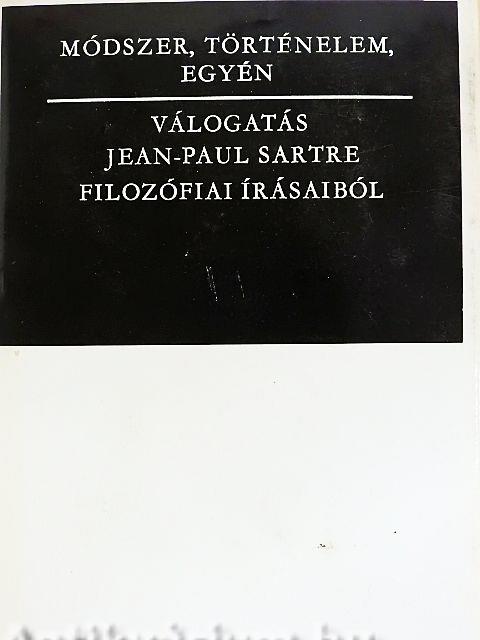 MÓDSZER, TÖRTÉNELEM,
EGYÉN
VÁLOGATÁS
JEAN-PAUL SARTRE
FILOZÓFIAI ÍRÁSAIBÓL